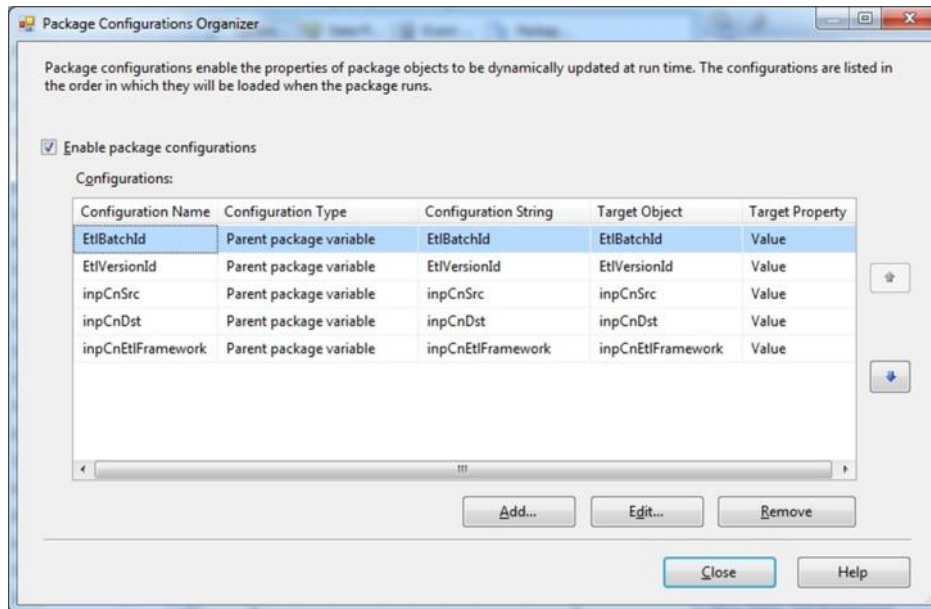 Package Configurations Organizer
Package configurations enable the properties of package objects to be dynamically updated at run time. The configurations are listed in
the order in which they will be loaded when the package runs.
Enable package configurations
Configurations:
Configuration Name Configuration Type Configuration String Target Object Target Property
EtlBatchId Parent package variable EtlBatchId EtlBatchId Value
EtlVersionId Parent package variable EtlVersionId EtlVersionId Value
inpCnSrc Parent package variable inpCnSrc inpCnSrc Value
inpCnDst Parent package variable inpCnDst inpCnDst Value
inpCnEtlFramework Parent package variable inpCnEtlFramework inpCnEtlFramework Value
Add... Edit... Remove
Close Help